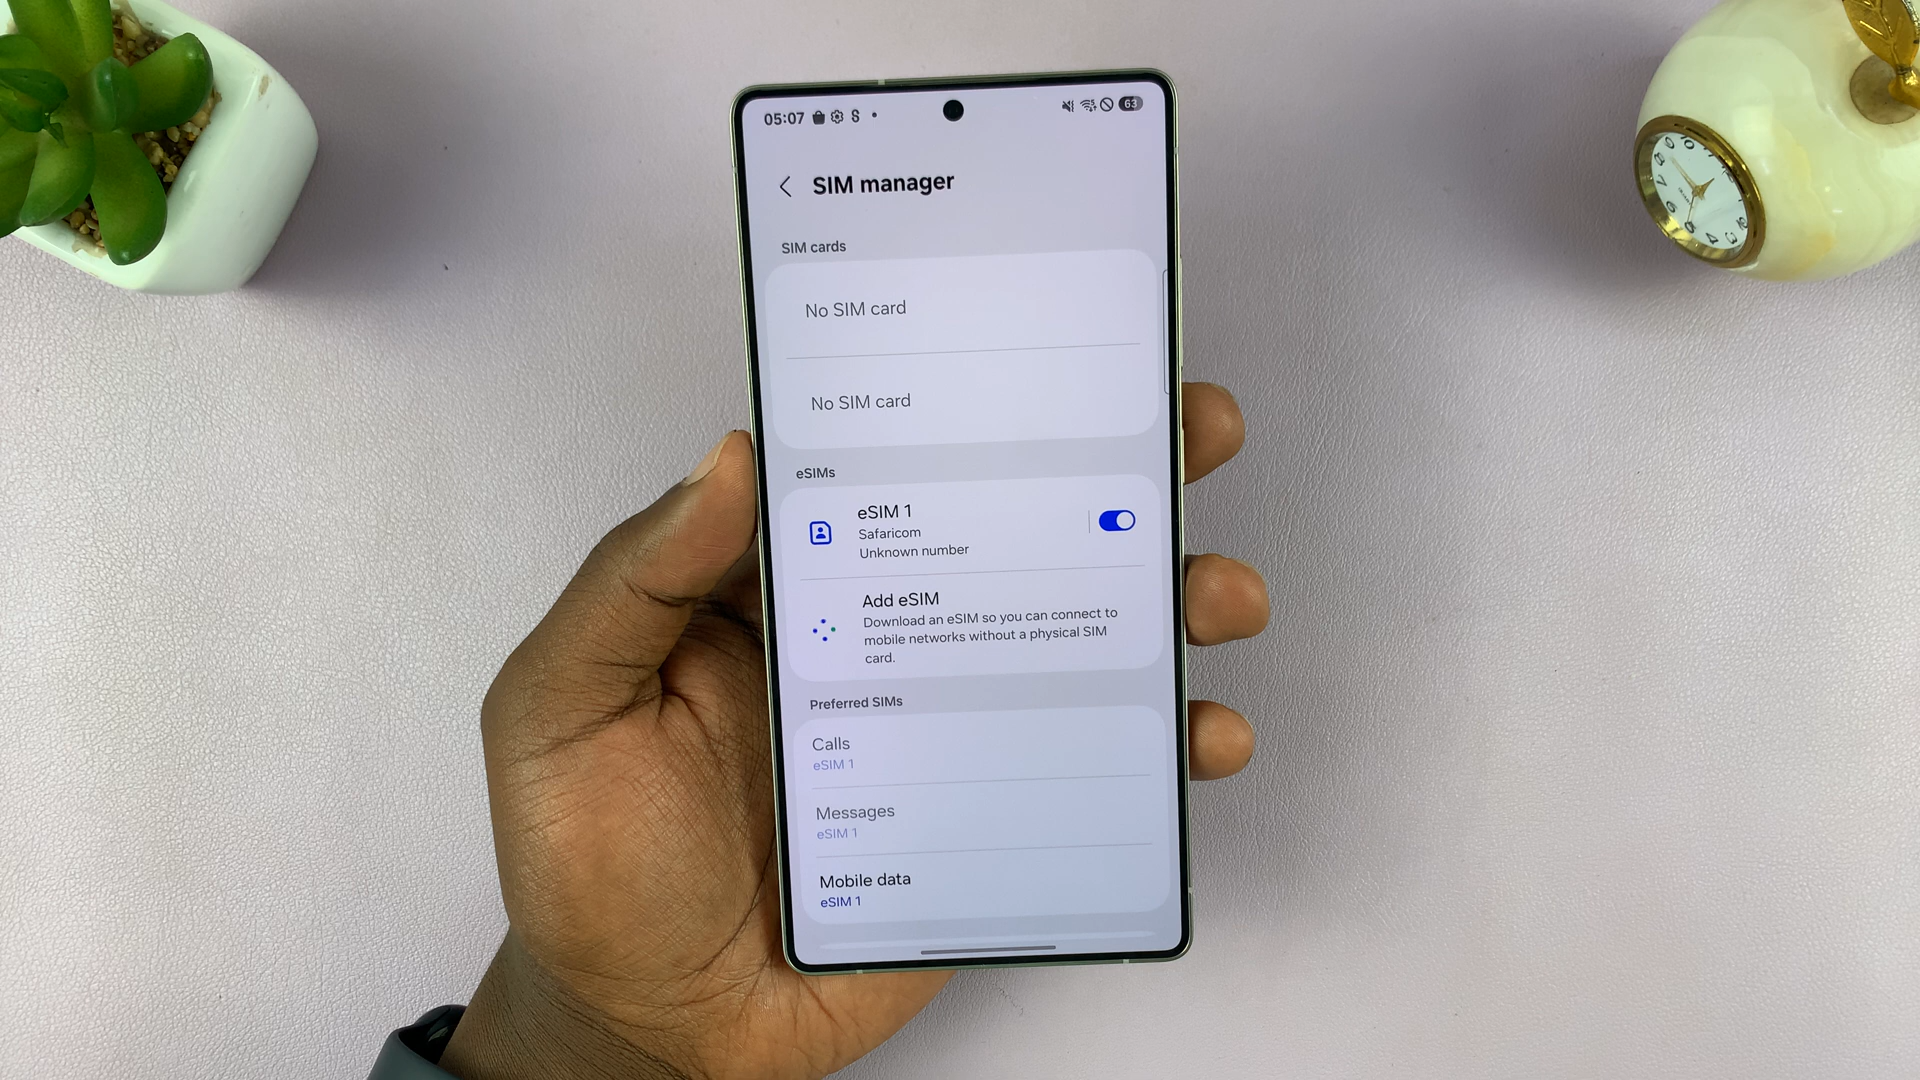 05:07
63
SIM manager
SIM cards
No SIM card
No SIM card
eSIMs
eSIM 1
Safaricom
Unknown number
Add eSIM
Download an eSIM so you can connect to
mobile networks without a physical SIM
card.
Preferred SIMs
Calls
eSIM 1
Messages
eSIM 1
Mobile data
eSIM 1